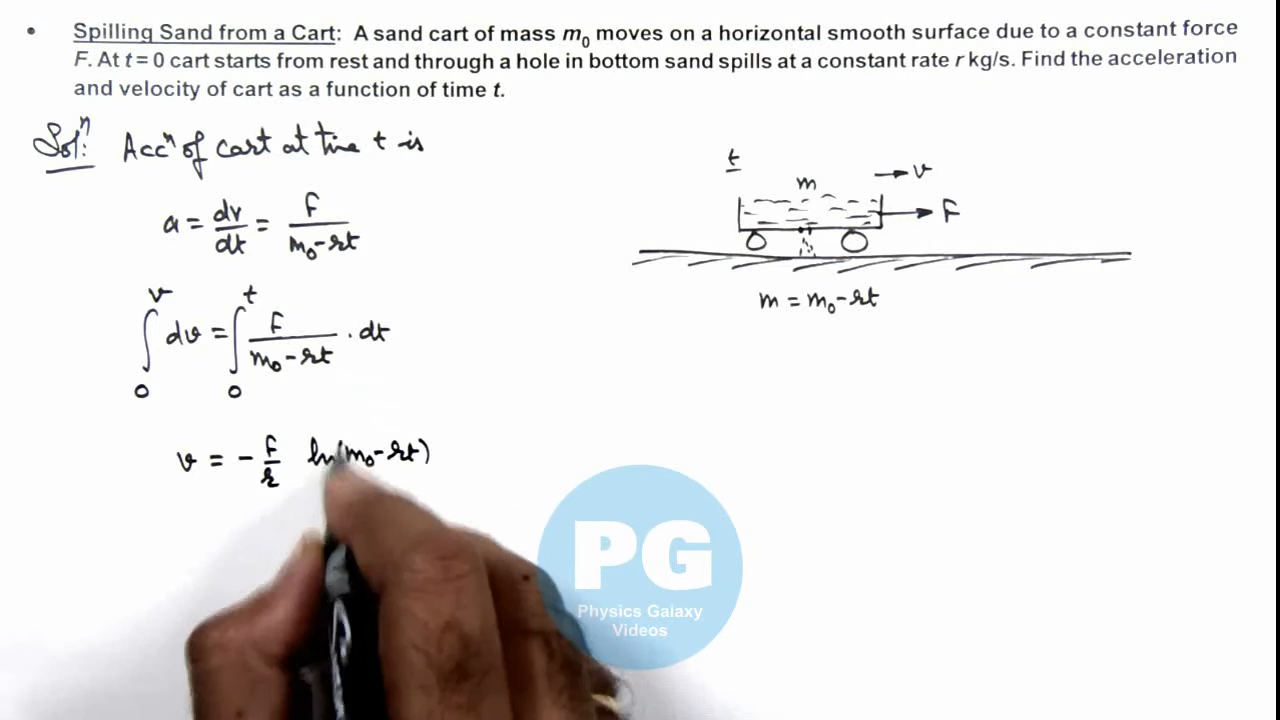 • Spilling Sand from a Cart: A sand cart of mass m₀ moves on a horizontal smooth surface due to a constant force
F. At t = 0 cart starts from rest and through a hole in bottom sand spills at a constant rate r kg/s. Find the acceleration
and velocity of cart as a function of time t.
Solⁿ: Accⁿ of cart at time t is
a = dv/dt = F/(m₀-rt)
∫₀ᵛ dv = ∫₀ᵗ F/(m₀-rt) · dt
v = - F/r ln(m₀-rt)
t
m
→ v
→ F
m = m₀-rt
PG
Physics Galaxy
Videos